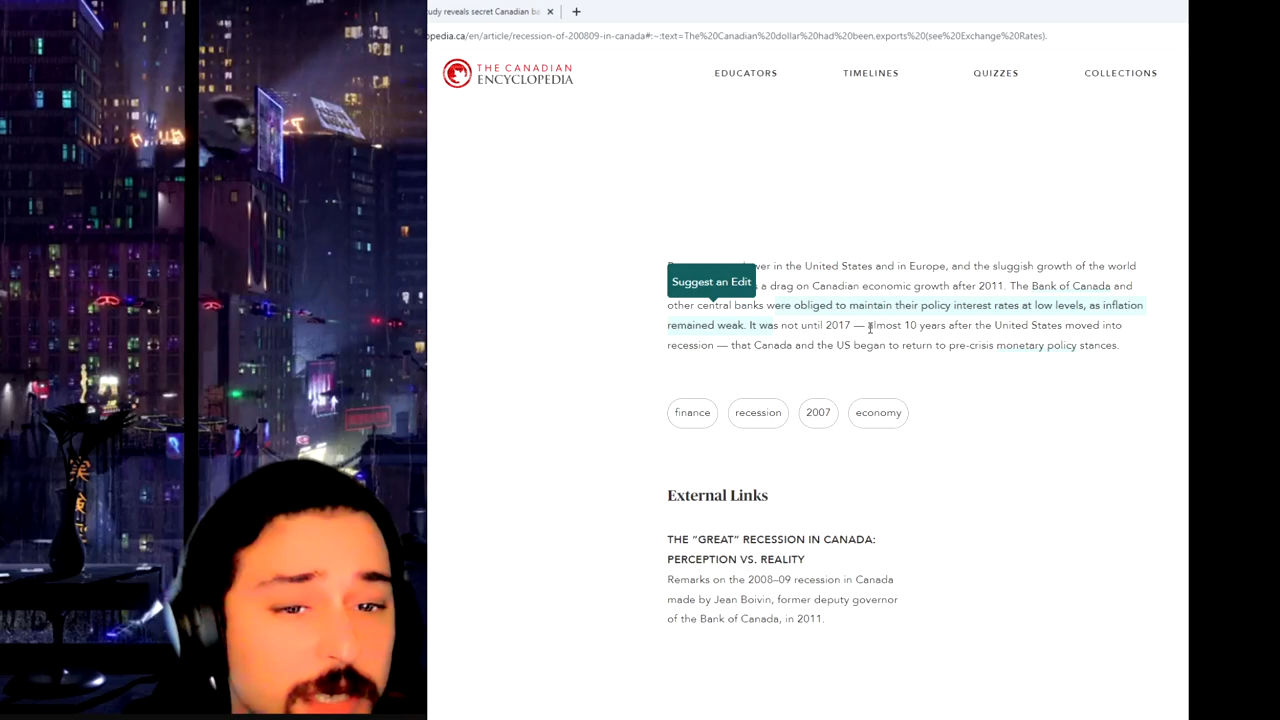 udy reveals secret Canadian ba
pedia.ca/en/article/recession-of-200809-in-canada#:~:text=The%20Canadian%20dollar%20had%20been,exports%20(see%20Exchange%20Rates).
THE CANADIAN
ENCYCLOPEDIA
EDUCATORS TIMELINES QUIZZES COLLECTIONS
in the United States and in Europe, and the sluggish growth of the world
Suggest an Edit
a drag on Canadian economic growth after 2011. The Bank of Canada and
other central banks were obliged to maintain their policy interest rates at low levels, as inflation
remained weak. It was not until 2017 — almost 10 years after the United States moved into
recession — that Canada and the US began to return to pre-crisis monetary policy stances.
finance recession 2007 economy
External Links
THE “GREAT” RECESSION IN CANADA:
PERCEPTION VS. REALITY
Remarks on the 2008–09 recession in Canada
made by Jean Boivin, former deputy governor
of the Bank of Canada, in 2011.